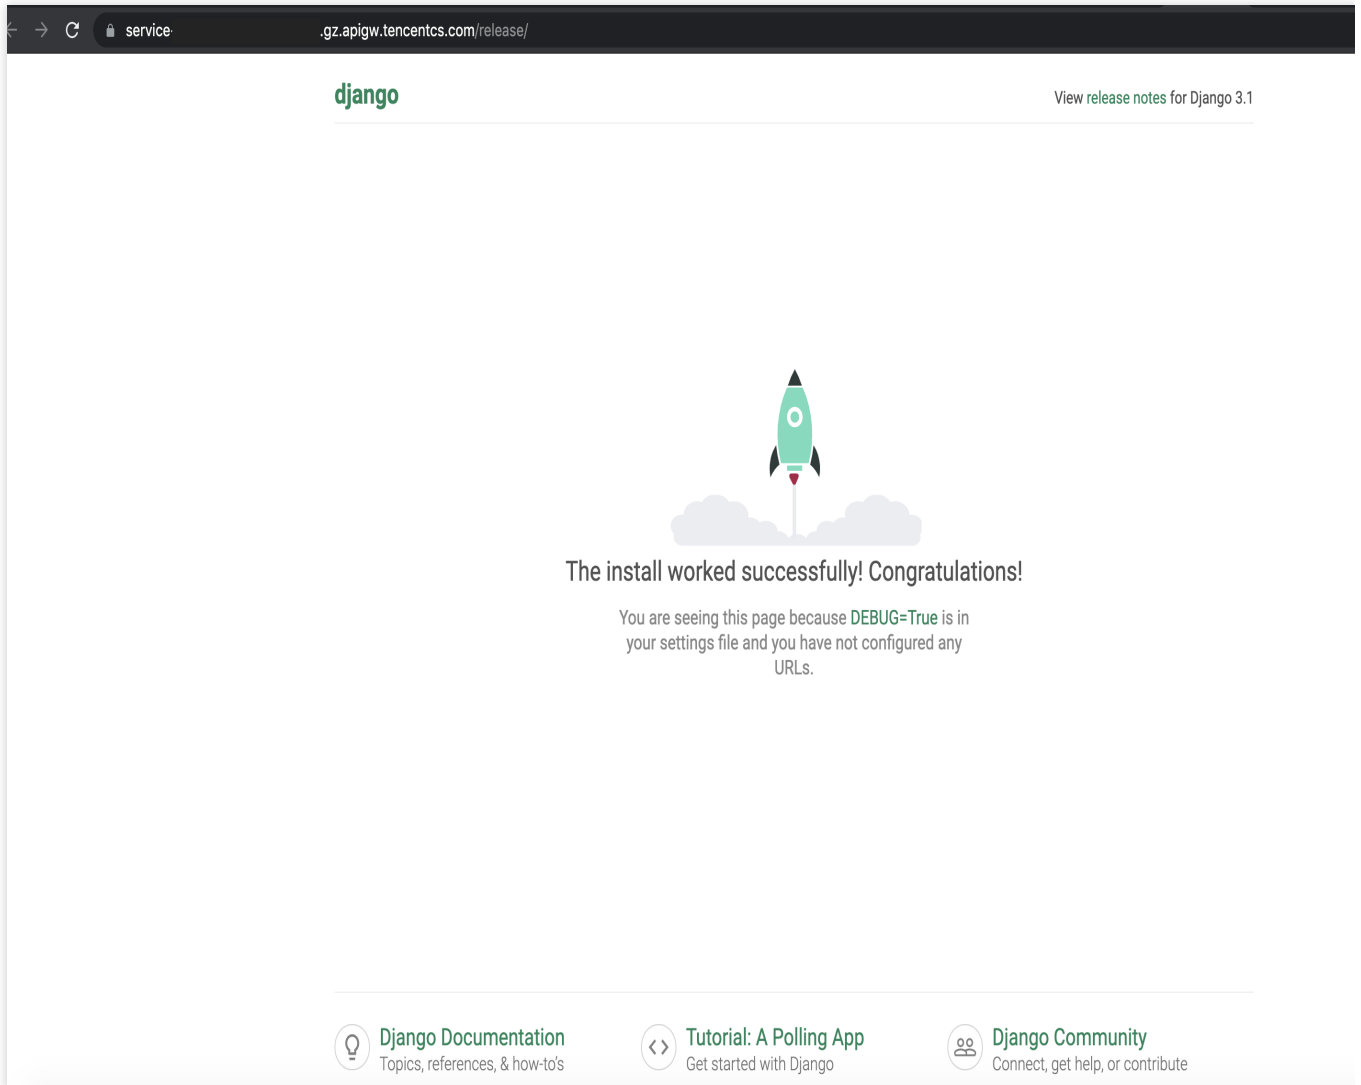 service- .gz.apigw.tencentcs.com/release/
django
View release notes for Django 3.1
The install worked successfully! Congratulations!
You are seeing this page because DEBUG=True is in
your settings file and you have not configured any
URLs.
Django Documentation
Topics, references, & how-to's
Tutorial: A Polling App
Get started with Django
Django Community
Connect, get help, or contribute